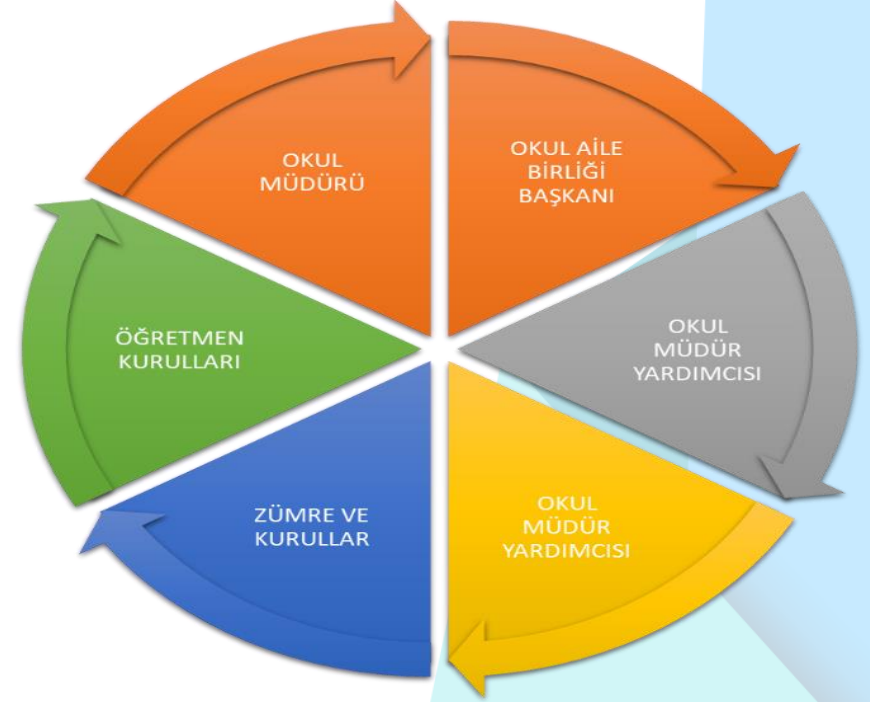 OKUL
MÜDÜRÜ
OKUL AİLE
BİRLİĞİ
BAŞKANI
OKUL
MÜDÜR
YARDIMCISI
OKUL
MÜDÜR
YARDIMCISI
ZÜMRE VE
KURULLAR
ÖĞRETMEN
KURULLARI